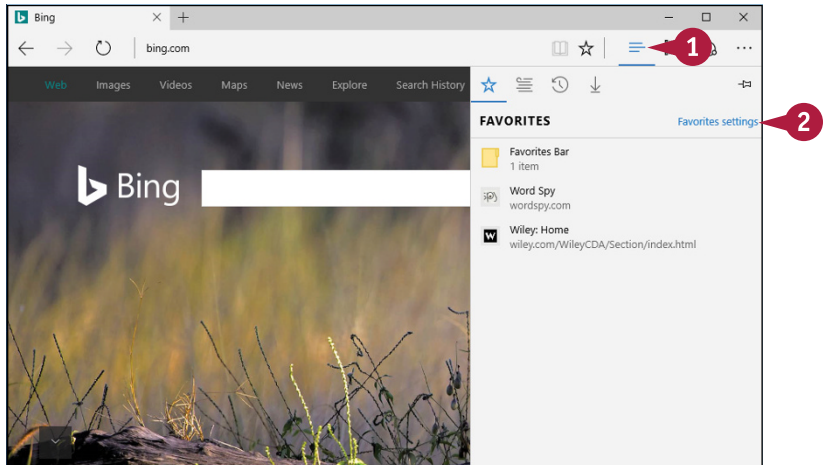 Bing
bing.com
1
Web Images Videos Maps News Explore Search History
FAVORITES Favorites settings
2
Favorites Bar
1 item
Bing
Word Spy
wordspy.com
W
Wiley: Home
wiley.com/WileyCDA/Section/index.html